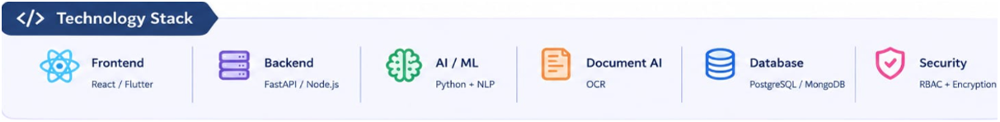 </> Technology Stack
Frontend
React / Flutter
Backend
FastAPI / Node.js
AI / ML
Python + NLP
Document AI
OCR
Database
PostgreSQL / MongoDB
Security
RBAC + Encryption